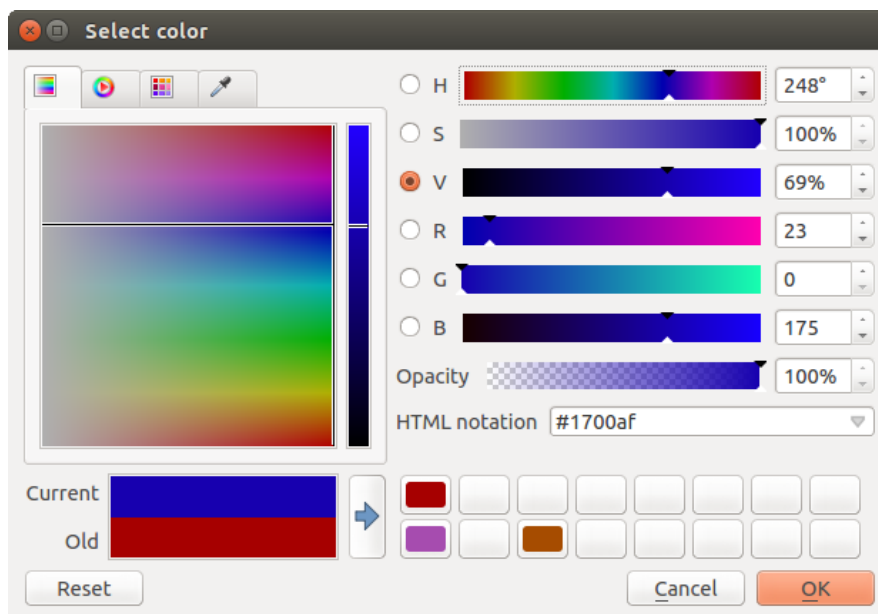 Select color
H 248°
S 100%
V 69%
R 23
G 0
B 175
Opacity 100%
HTML notation #1700af
Current
Old
Reset Cancel OK